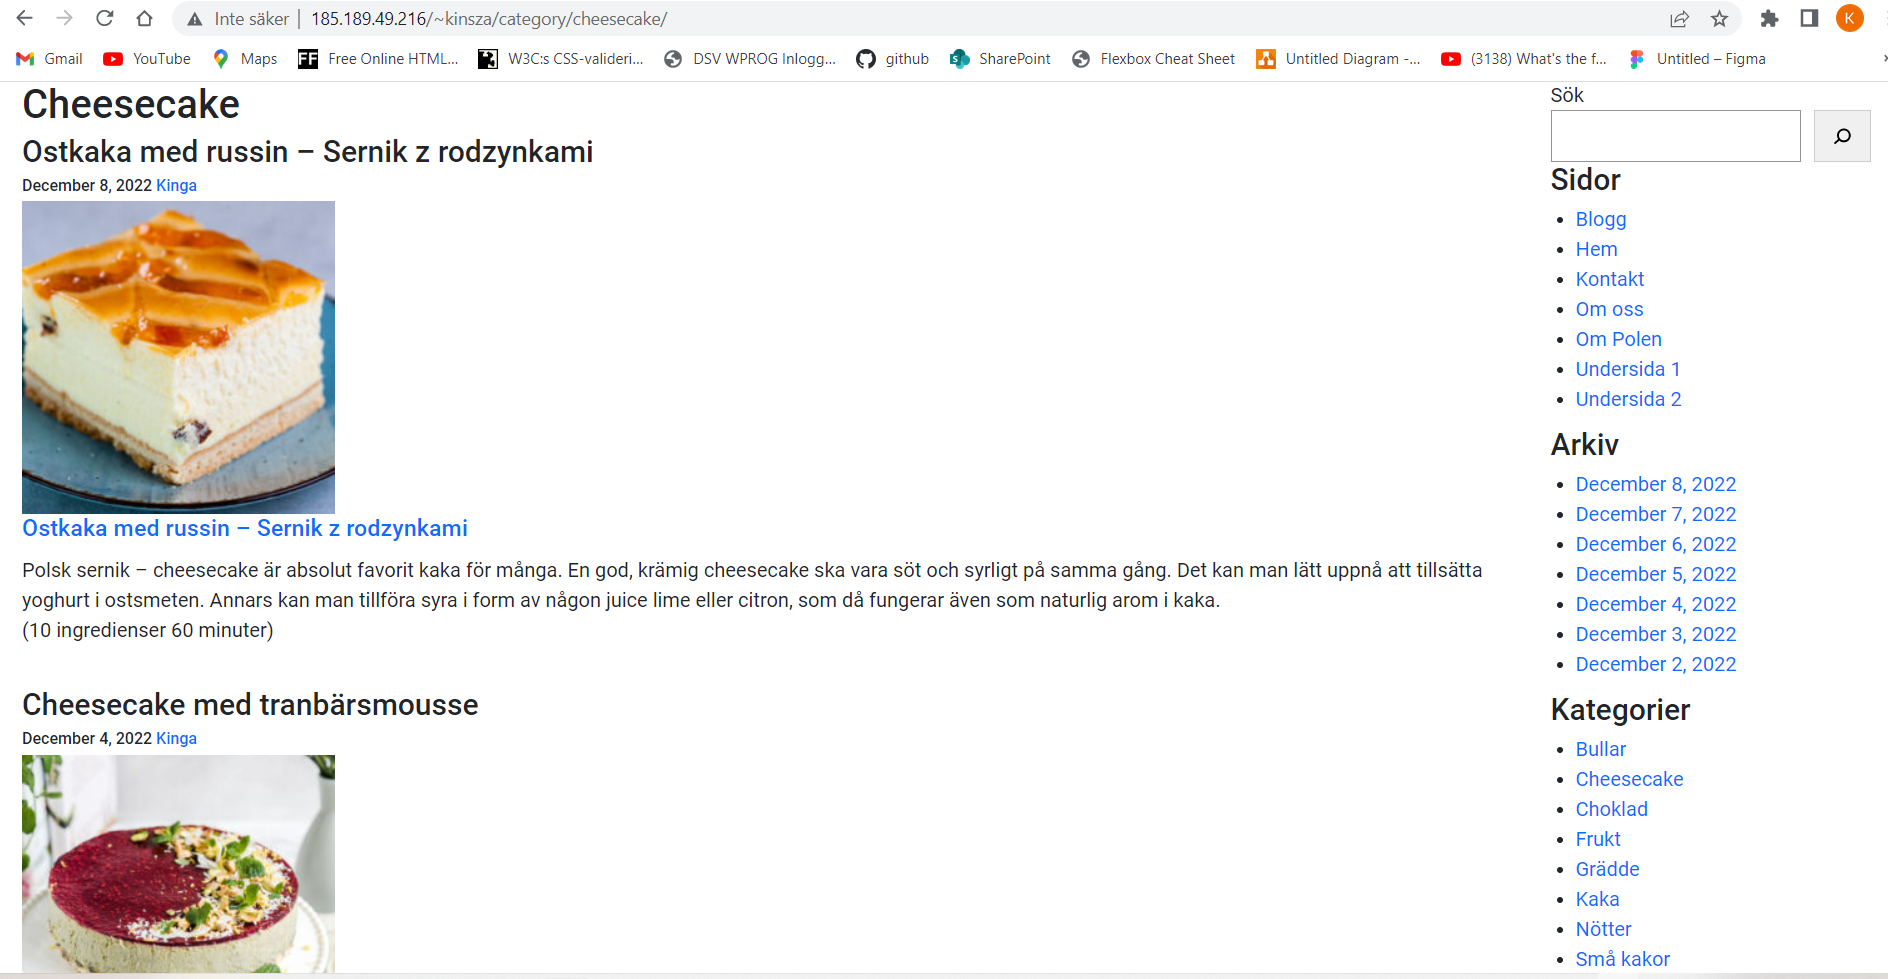 Inte säker | 185.189.49.216/~kinsza/category/cheesecake/
K
Gmail YouTube Maps FF Free Online HTML... W3C:s CSS-valideri... DSV WPROG Inlogg... github SharePoint Flexbox Cheat Sheet Untitled Diagram -... (3138) What's the f... Untitled – Figma
Cheesecake
Ostkaka med russin – Sernik z rodzynkami
December 8, 2022 Kinga
Ostkaka med russin – Sernik z rodzynkami
Polsk sernik – cheesecake är absolut favorit kaka för många. En god, krämig cheesecake ska vara söt och syrligt på samma gång. Det kan man lätt uppnå att tillsätta
yoghurt i ostsmeten. Annars kan man tillföra syra i form av någon juice lime eller citron, som då fungerar även som naturlig arom i kaka.
(10 ingredienser 60 minuter)
Cheesecake med tranbärsmousse
December 4, 2022 Kinga
Sök
Sidor
Blogg
Hem
Kontakt
Om oss
Om Polen
Undersida 1
Undersida 2
Arkiv
December 8, 2022
December 7, 2022
December 6, 2022
December 5, 2022
December 4, 2022
December 3, 2022
December 2, 2022
Kategorier
Bullar
Cheesecake
Choklad
Frukt
Grädde
Kaka
Nötter
Små kakor